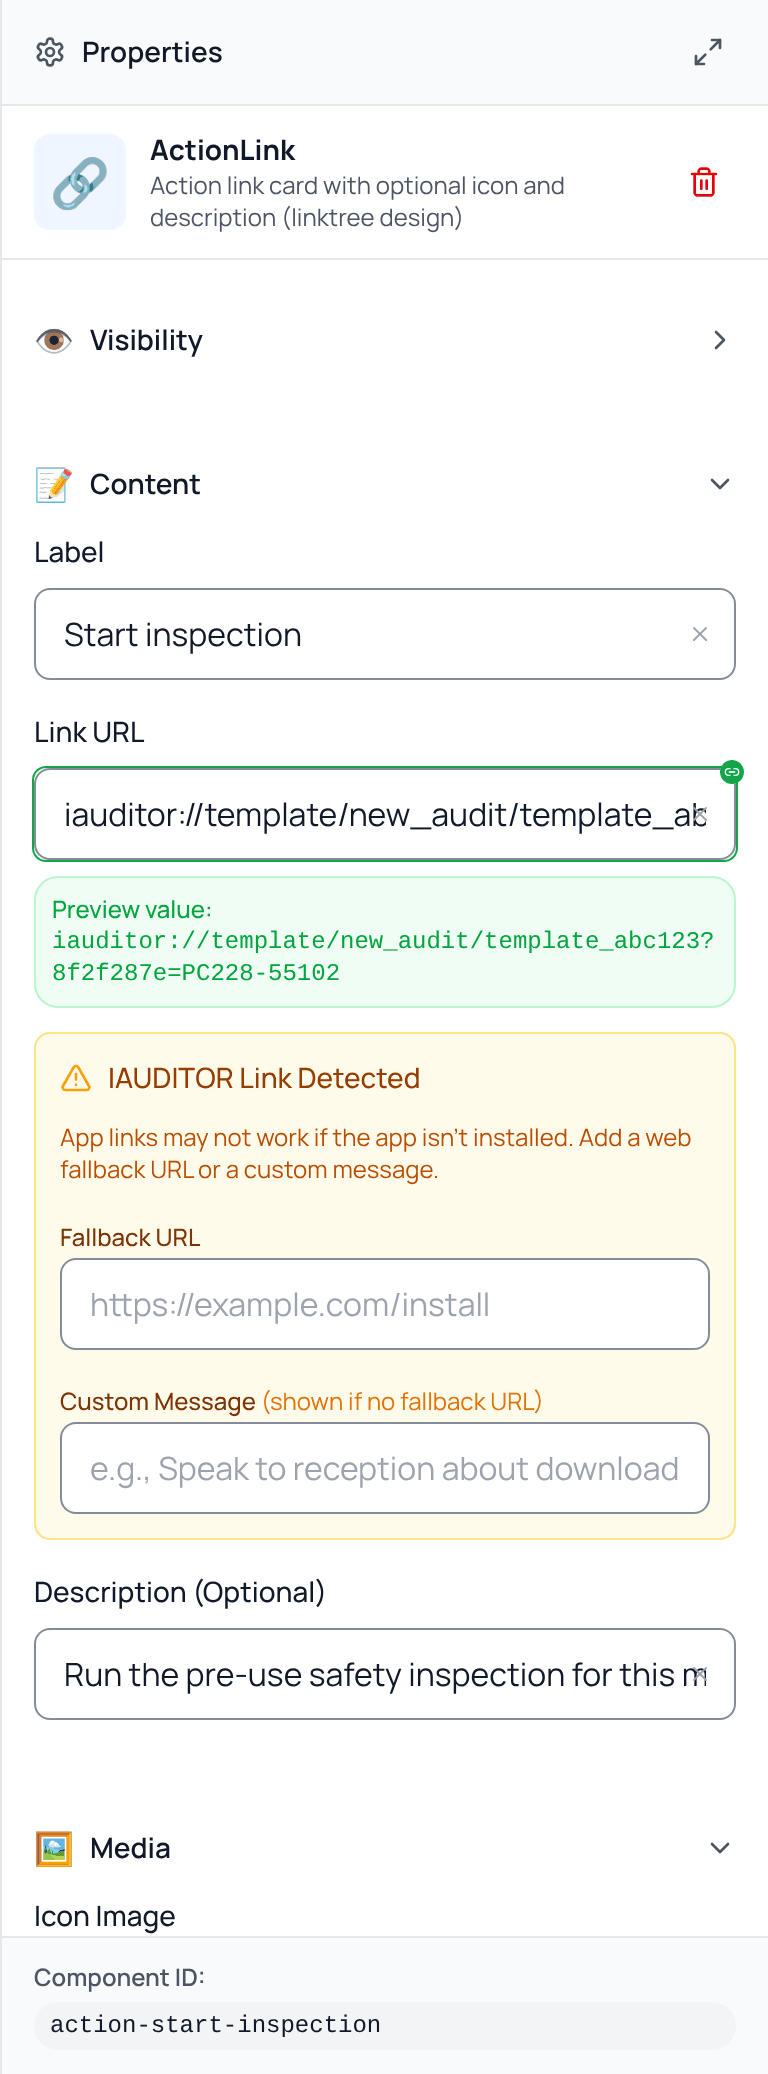 Properties
ActionLink
Action link card with optional icon and
description (linktree design)
Visibility
Content
Label
Start inspection
Link URL
iauditor://template/new_audit/template_ab
Preview value:
iauditor://template/new_audit/template_abc123?
8f2f287e=PC228-55102
IAUDITOR Link Detected
App links may not work if the app isn't installed. Add a web
fallback URL or a custom message.
Fallback URL
https://example.com/install
Custom Message (shown if no fallback URL)
e.g., Speak to reception about download
Description (Optional)
Run the pre-use safety inspection for this m
Media
Icon Image
Component ID:
action-start-inspection